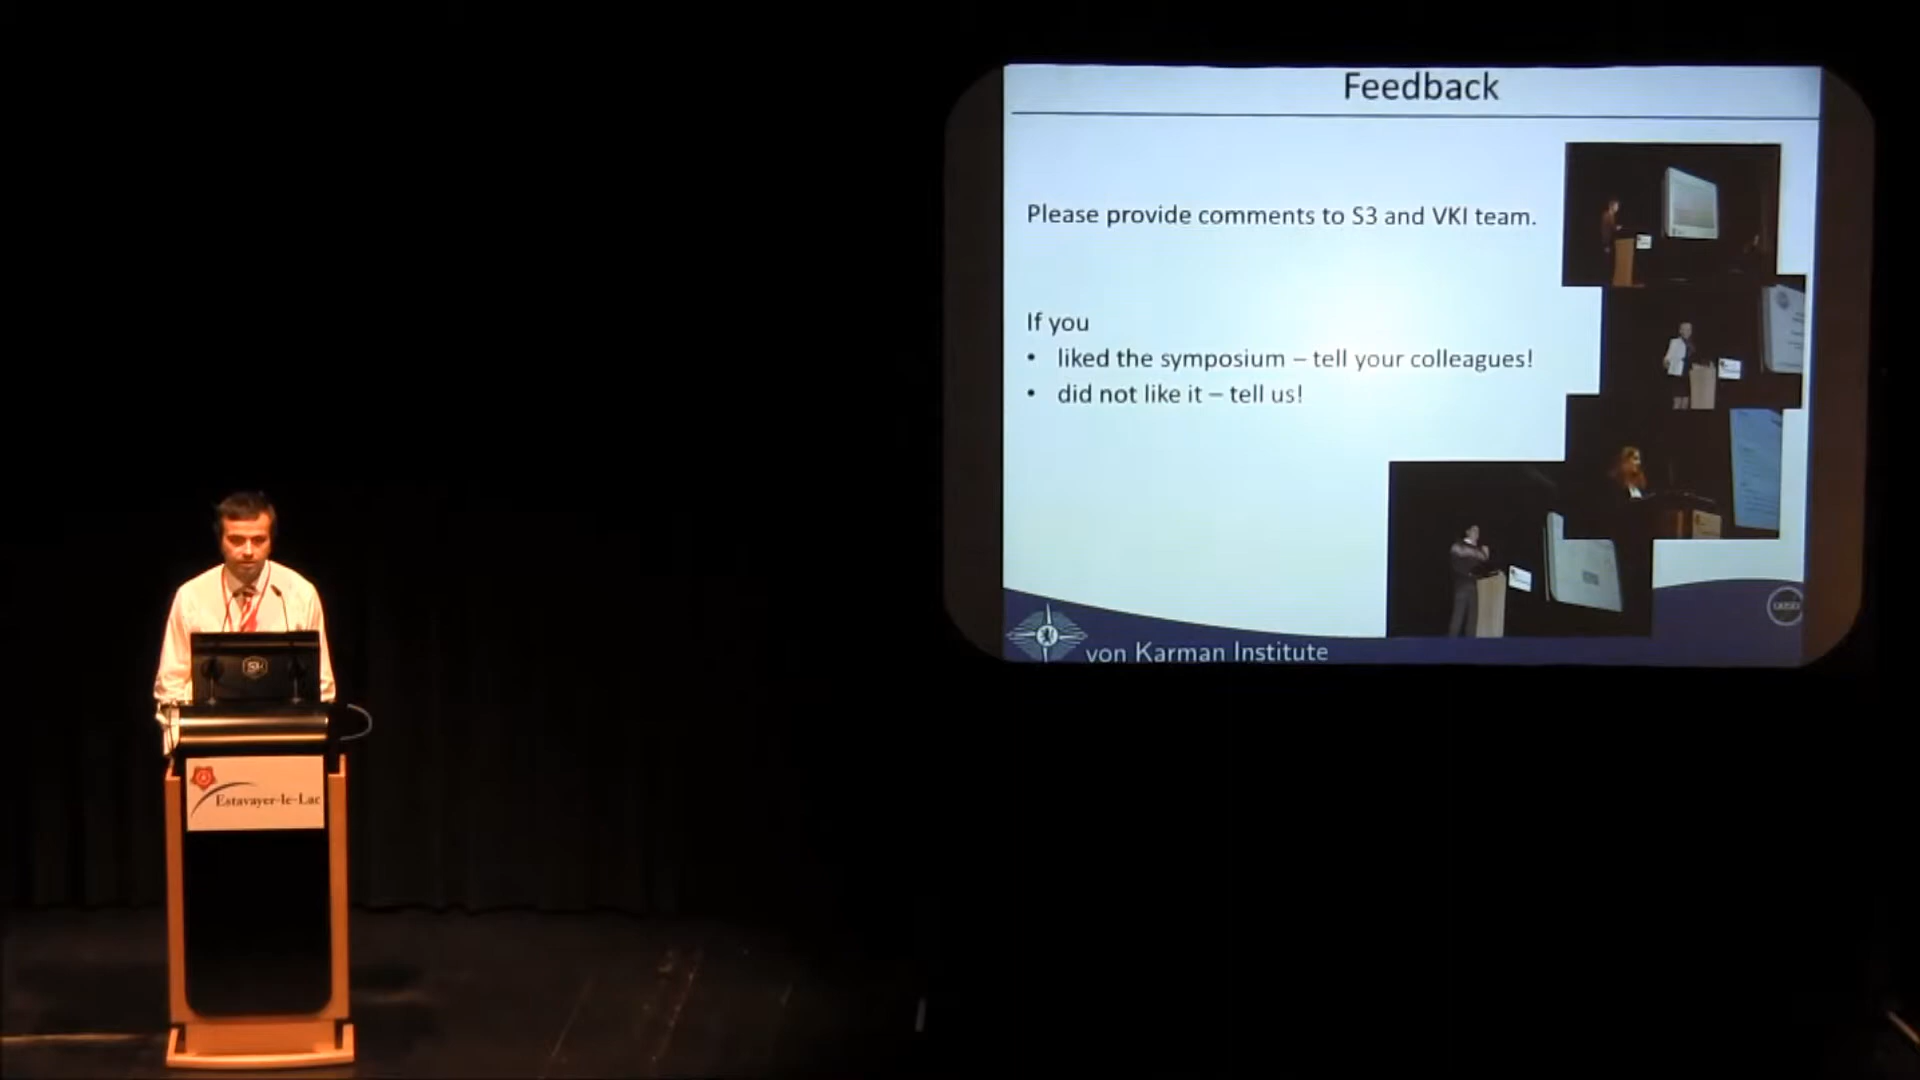 Feedback
Please provide comments to S3 and VKI team.
If you
• liked the symposium – tell your colleagues!
• did not like it – tell us!
von Karman Institute
Estavayer-le-Lac